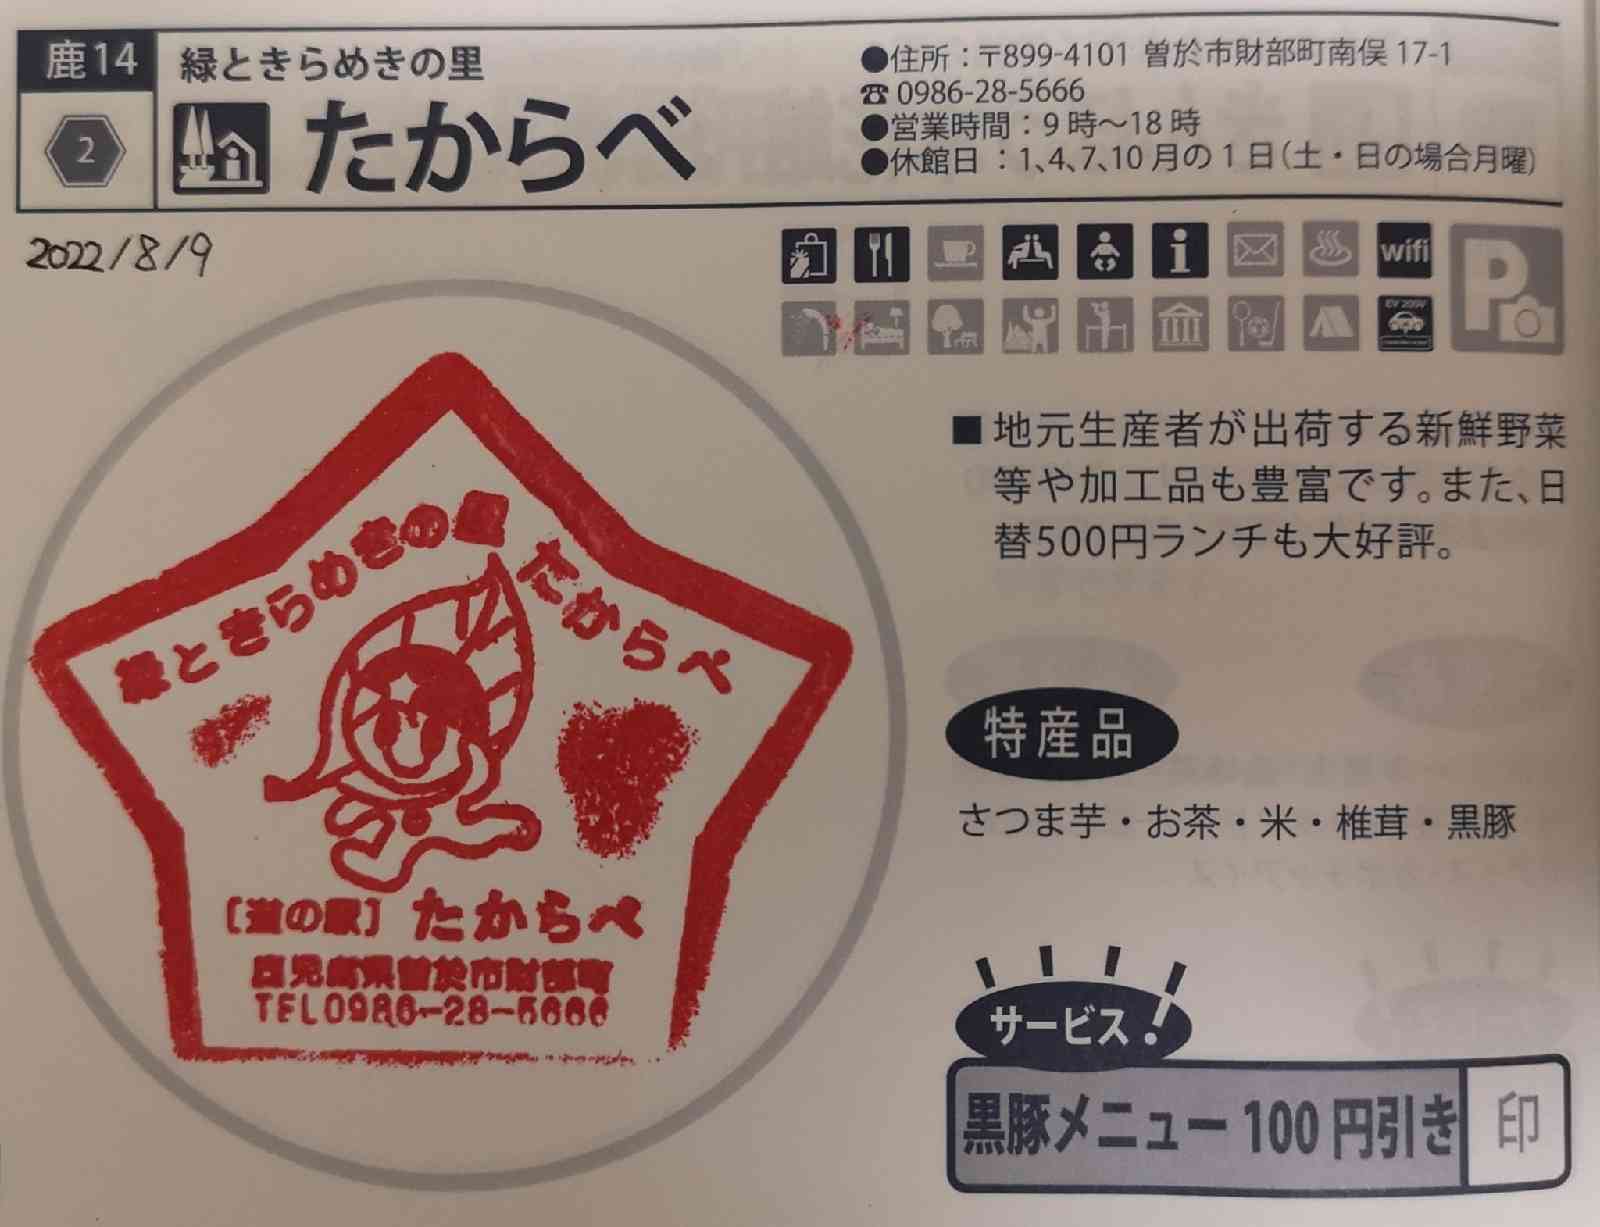 鹿14
2
緑ときらめきの里
たからべ
●住所：〒899-4101 曽於市財部町南俣 17-1
☎ 0986-28-5666
●営業時間：9時～18時
●休館日：1、4、7、10月の1日（土・日の場合月曜）
2022/8/9
wifi
P
EV 200V
■地元生産者が出荷する新鮮野菜
等や加工品も豊富です。また、日
替500円ランチも大好評。
緑ときらめきの里 たからべ
［道の駅］たからべ
鹿児島県曽於市財部町
TEL0986-28-5666
特産品
さつま芋・お茶・米・椎茸・黒豚
サービス！
黒豚メニュー100円引き
印